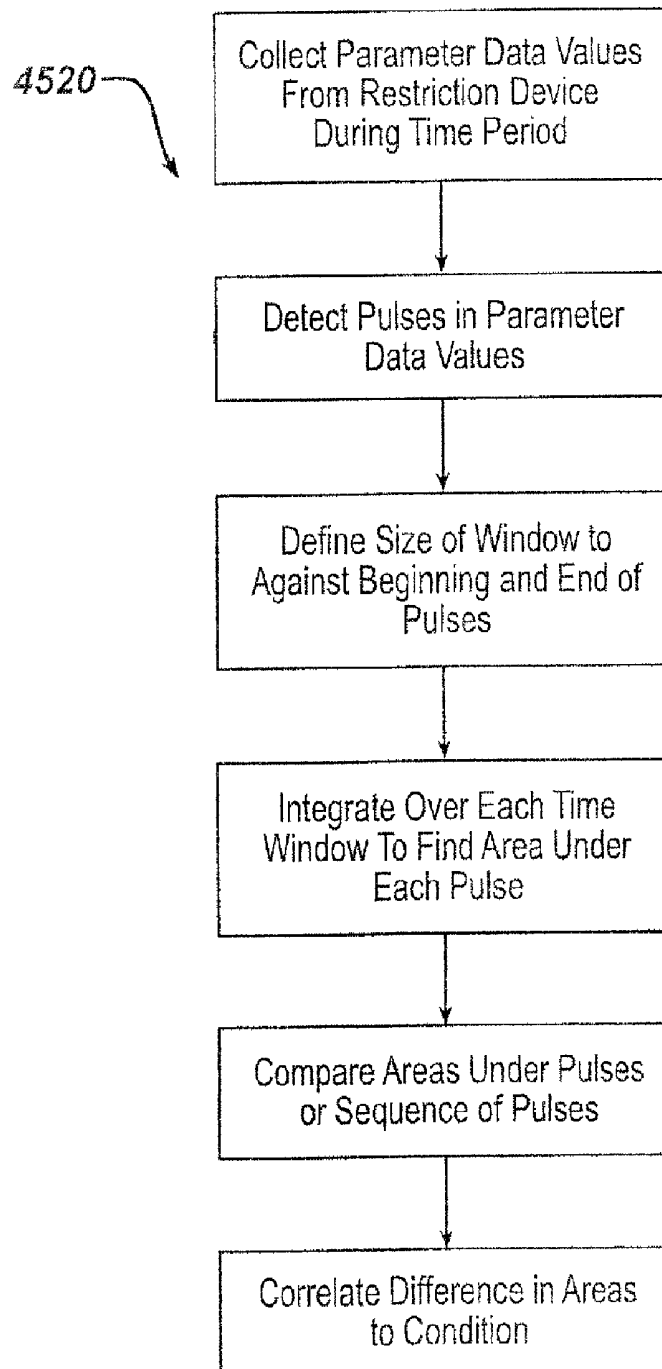 4520
Collect Parameter Data Values
From Restriction Device
During Time Period
Detect Pulses in Parameter
Data Values
Define Size of Window to
Against Beginning and End of
Pulses
Integrate Over Each Time
Window To Find Area Under
Each Pulse
Compare Areas Under Pulses
or Sequence of Pulses
Correlate Difference in Areas
to Condition